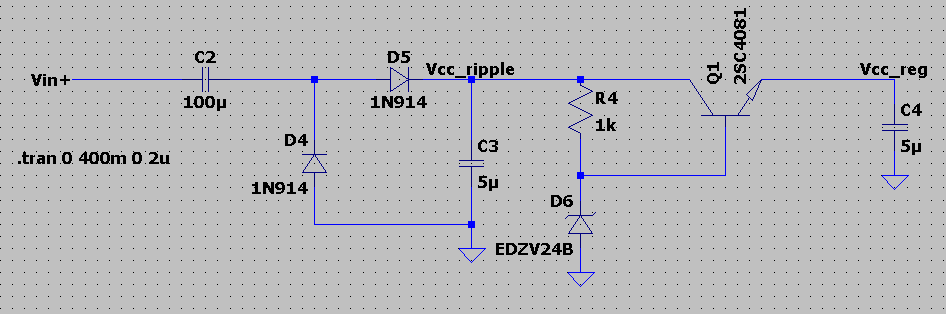 Vin+
C2
100µ
D5
1N914
Vcc_ripple
D4
1N914
C3
5µ
R4
1k
D6
EDZV24B
Q1
2SC4081
Vcc_reg
C4
5µ
.tran 0 400m 0 2u